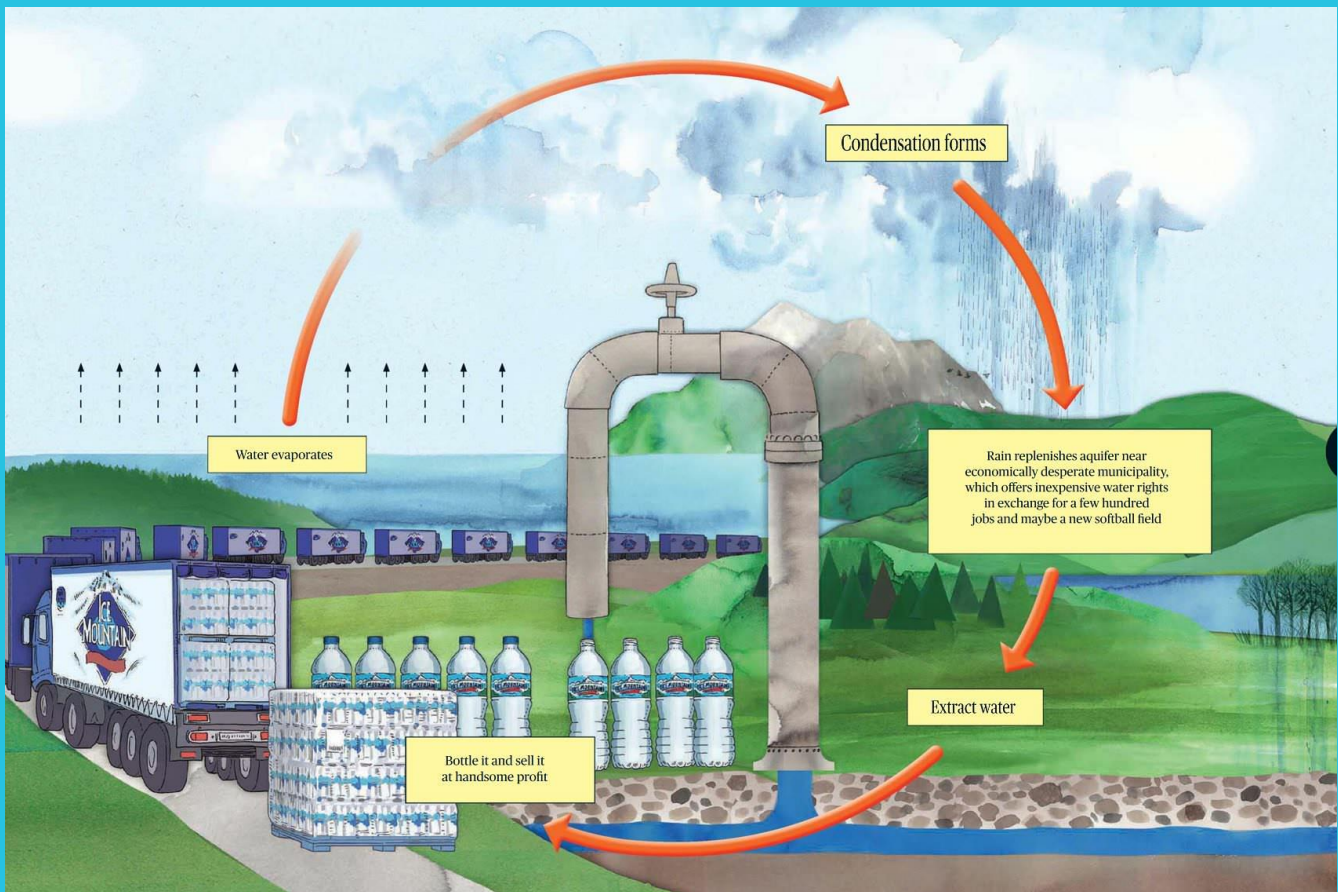 Condensation forms
Water evaporates
Rain replenishes aquifer near
economically desperate municipality,
which offers inexpensive water rights
in exchange for a few hundred
jobs and maybe a new softball field
Extract water
Bottle it and sell it
at handsome profit
ICE
MOUNTAIN